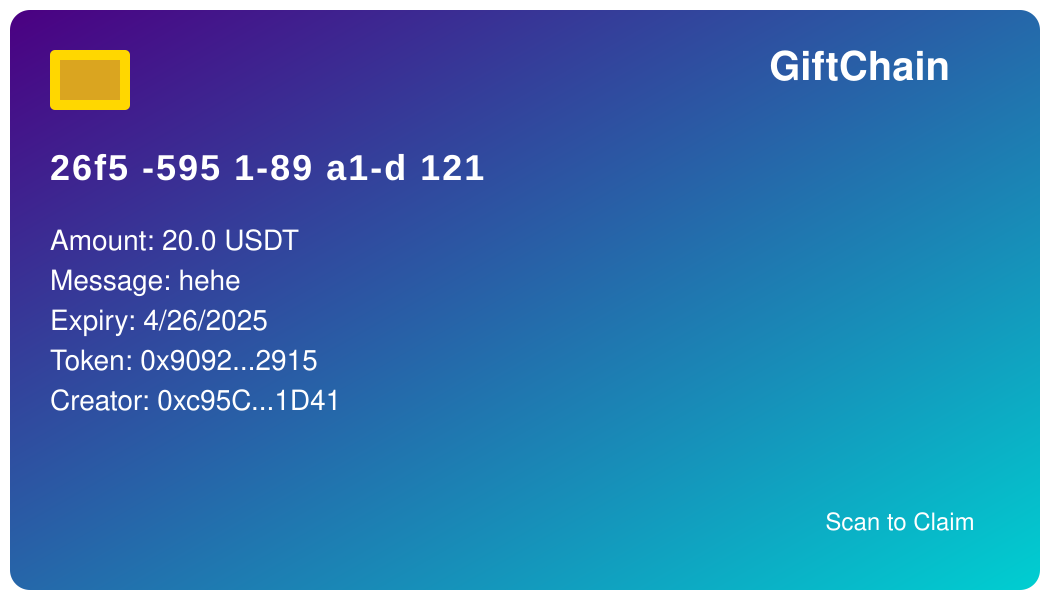 GiftChain
26f5 -595 1-89 a1-d 121
Amount: 20.0 USDT
Message: hehe
Expiry: 4/26/2025
Token: 0x9092...2915
Creator: 0xc95C...1D41
Scan to Claim